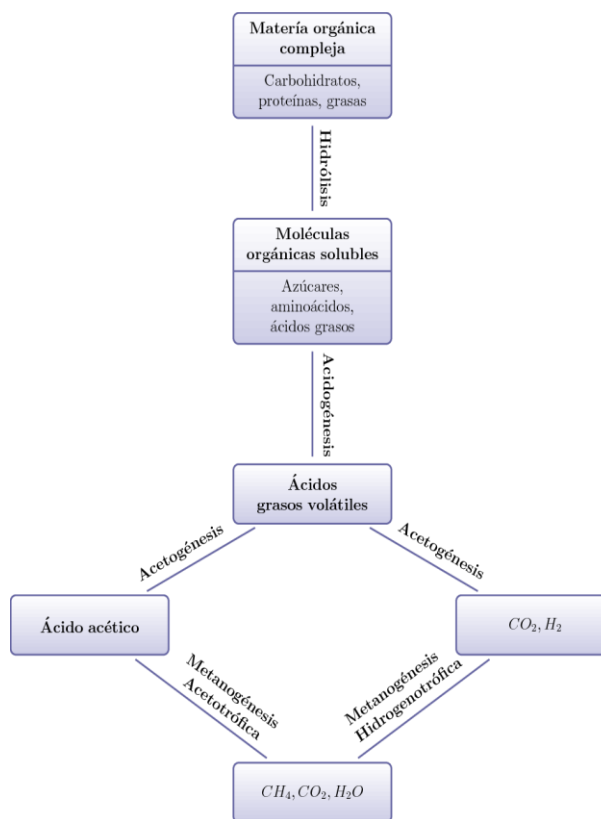 Matería orgánica
compleja
Carbohidratos,
proteínas, grasas
Hidrólisis
Moléculas
orgánicas solubles
Azúcares,
aminoácidos,
ácidos grasos
Acidogénesis
Ácidos
grasos volátiles
Acetogénesis
Acetogénesis
Ácido acético
CO₂, H₂
Metanogénesis
Acetotrófica
Metanogénesis
Hidrogenotrófica
CH₄, CO₂, H₂O